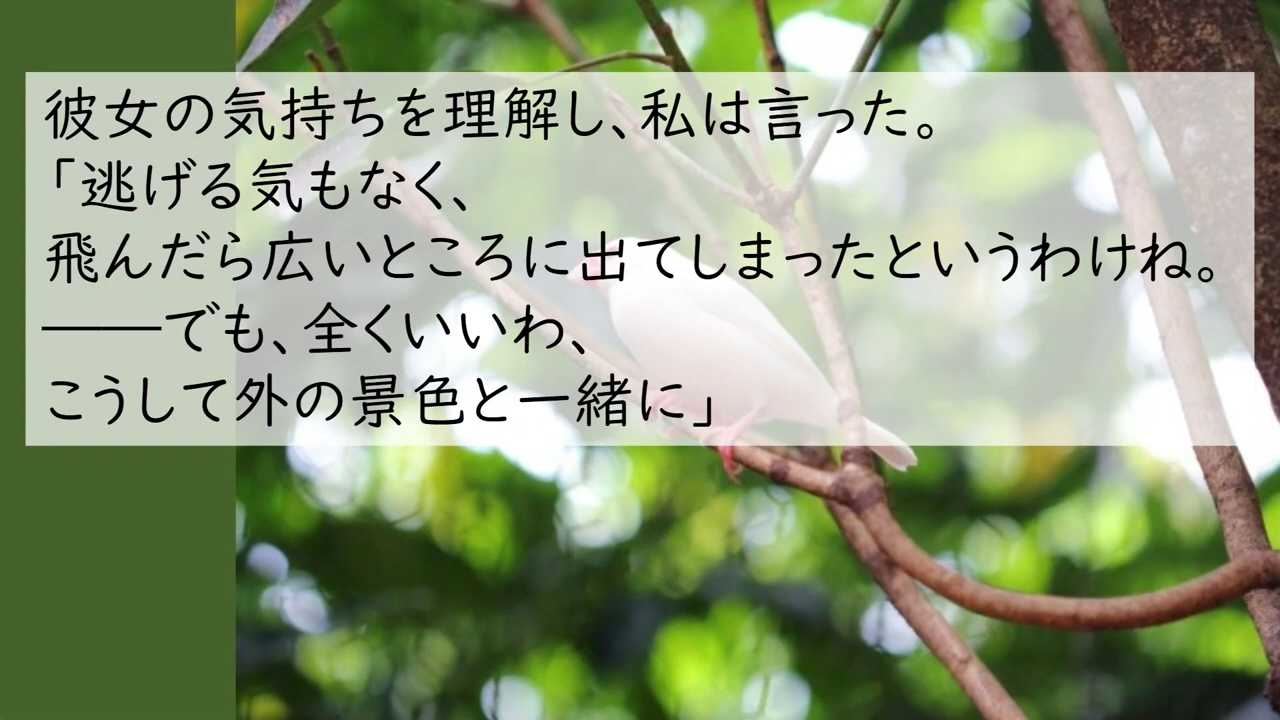 彼女の気持ちを理解し、私は言った。
「逃げる気もなく、
飛んだら広いところに出てしまったというわけね。
――でも、全くいいわ、
こうして外の景色と一緒に」